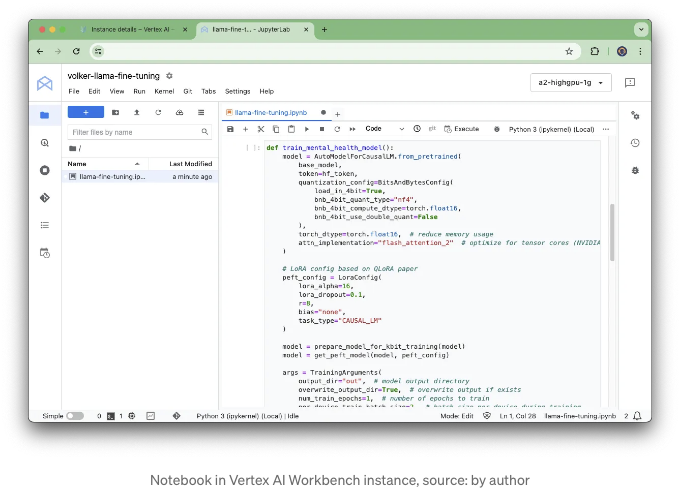 Instance details – Vertex AI –
llama-fine-t... – JupyterLab
volker-llama-fine-tuning
File Edit View Run Kernel Git Tabs Settings Help
a2-highgpu-1g
+
Filter files by name
/
Name Last Modified
llama-fine-tuning.ip... a minute ago
llama-fine-tuning.ipynb
Code
git
Execute
Python 3 (ipykernel) (Local)
[ ]:
def train_mental_health_model():
model = AutoModelForCausalLM.from_pretrained(
base_model,
token=hf_token,
quantization_config=BitsAndBytesConfig(
load_in_4bit=True,
bnb_4bit_quant_type="nf4",
bnb_4bit_compute_dtype=torch.float16,
bnb_4bit_use_double_quant=False
),
torch_dtype=torch.float16, # reduce memory usage
attn_implementation="flash_attention_2" # optimize for tensor cores (NVIDIA
)
# LoRA config based on QLoRA paper
peft_config = LoraConfig(
lora_alpha=16,
lora_dropout=0.1,
r=8,
bias="none",
task_type="CAUSAL_LM"
)
model = prepare_model_for_kbit_training(model)
model = get_peft_model(model, peft_config)
args = TrainingArguments(
output_dir="out", # model output directory
overwrite_output_dir=True, # overwrite output if exists
num_train_epochs=1, # number of epochs to train
Simple 0 1 Python 3 (ipykernel) (Local) | Idle Mode: Edit Ln 1, Col 28 llama-fine-tuning.ipynb 2
Notebook in Vertex AI Workbench instance, source: by author